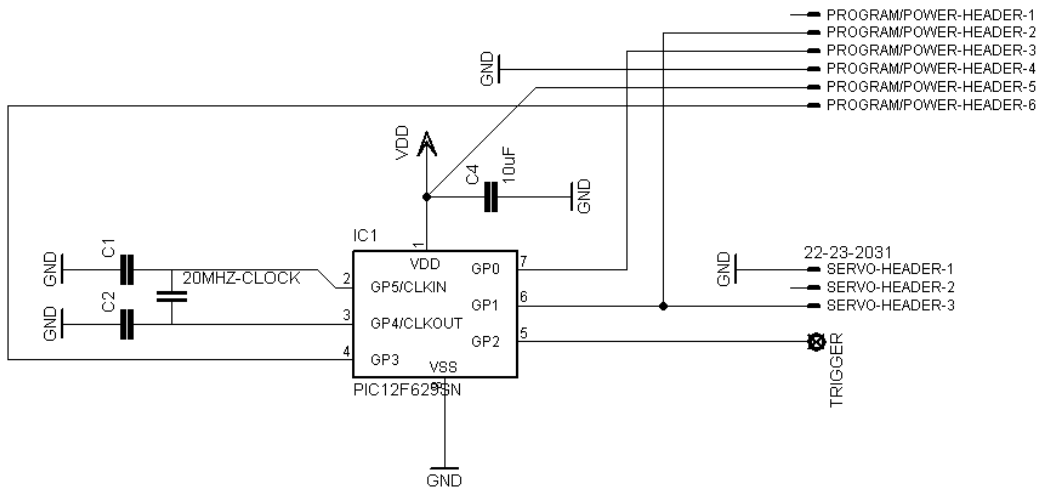 PROGRAM/POWER-HEADER-1
PROGRAM/POWER-HEADER-2
PROGRAM/POWER-HEADER-3
GND
PROGRAM/POWER-HEADER-4
PROGRAM/POWER-HEADER-5
PROGRAM/POWER-HEADER-6
VDD
C4
10uF
GND
IC1
1
VDD
GND
C1
20MHZ-CLOCK
2
GP5/CLKIN
GP0
7
GND
C2
3
GP4/CLKOUT
GP1
6
4
GP3
GP2
5
VSS
8
PIC12F629SN
GND
22-23-2031
GND
SERVO-HEADER-1
SERVO-HEADER-2
SERVO-HEADER-3
TRIGGER